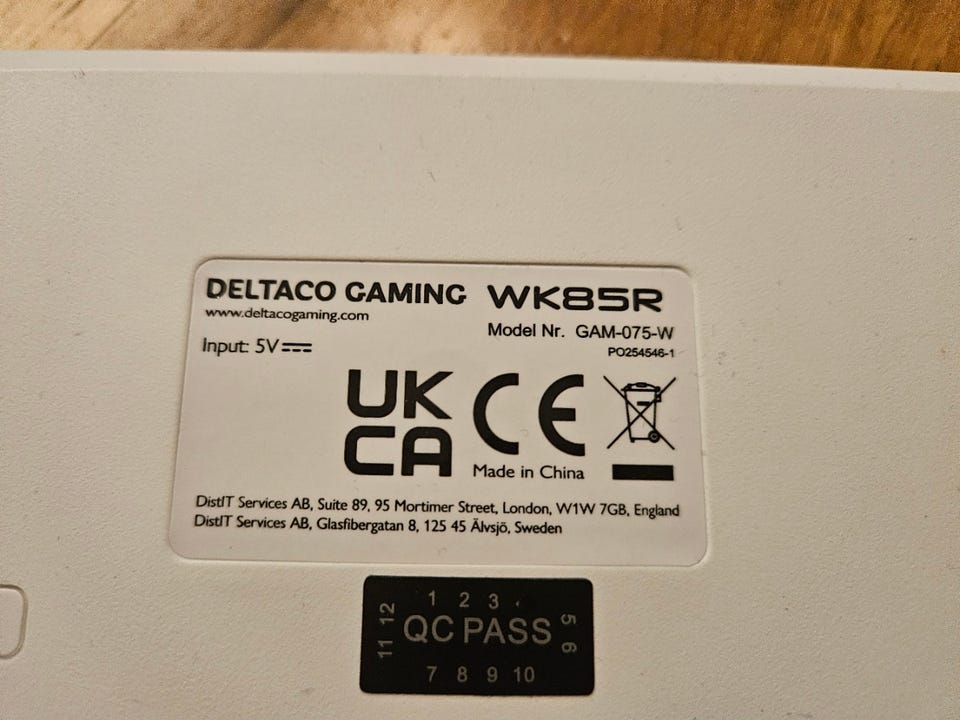 DELTACO GAMING WK85R
www.deltacogaming.com
Model Nr. GAM-075-W
Input: 5V
PO254546-1
UK
CA
CE
Made in China
DistIT Services AB, Suite 89, 95 Mortimer Street, London, W1W 7GB, England
DistIT Services AB, Glasfibergatan 8, 125 45 Älvsjö, Sweden
1 2 3
11 12 QC PASS 5 6
7 8 9 10